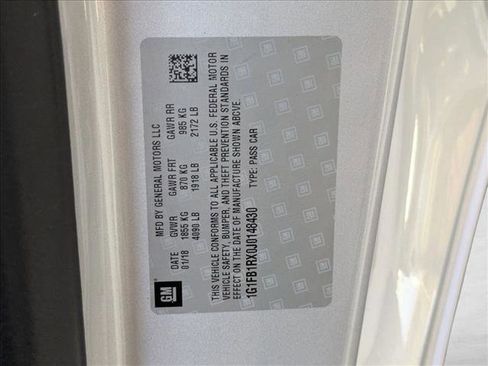 GM
MFD BY GENERAL MOTORS LLC
DATE GVWR GAWR FRT GAWR RR
01/18 1855 KG 870 KG 985 KG
4090 LB 1918 LB 2172 LB
THIS VEHICLE CONFORMS TO ALL APPLICABLE U.S. FEDERAL MOTOR
VEHICLE SAFETY, BUMPER, AND THEFT PREVENTION STANDARDS IN
EFFECT ON THE DATE OF MANUFACTURE SHOWN ABOVE.
1G1FB1RX0J0148430 TYPE: PASS CAR